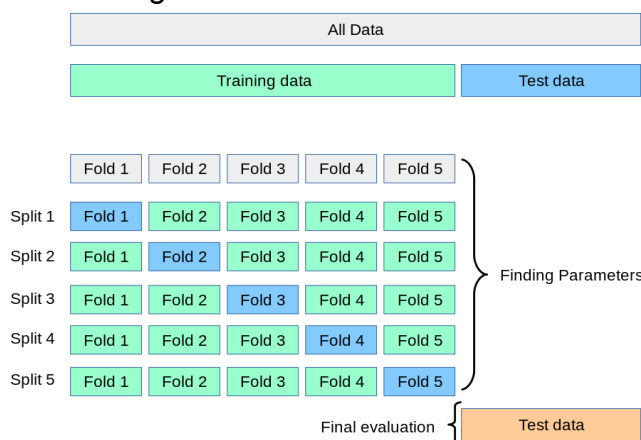 All Data
Training data Test data
Fold 1 Fold 2 Fold 3 Fold 4 Fold 5
Split 1 Fold 1 Fold 2 Fold 3 Fold 4 Fold 5
Split 2 Fold 1 Fold 2 Fold 3 Fold 4 Fold 5
Finding Parameters
Split 3 Fold 1 Fold 2 Fold 3 Fold 4 Fold 5
Split 4 Fold 1 Fold 2 Fold 3 Fold 4 Fold 5
Split 5 Fold 1 Fold 2 Fold 3 Fold 4 Fold 5
Final evaluation Test data